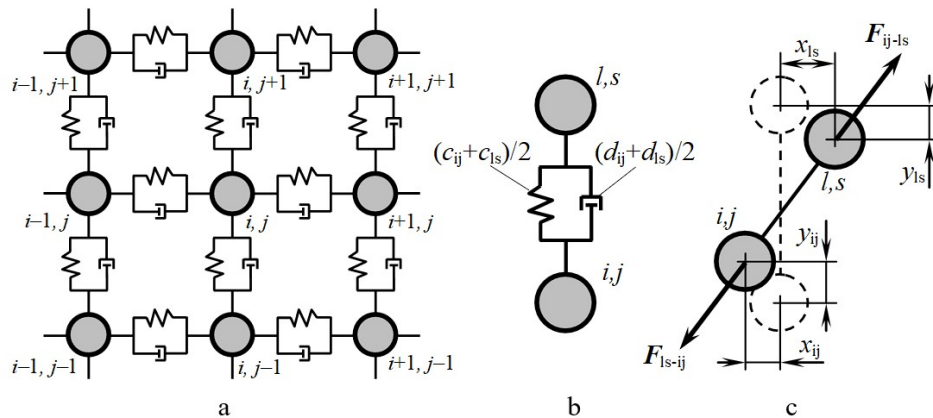 i−1, j+1
i, j+1
i+1, j+1
i−1, j
i, j
i+1, j
i−1, j−1
i, j−1
i+1, j−1
a
l,s
(cij+cls)/2
(dij+dls)/2
i,j
b
xls
Fij-ls
yls
l,s
i,j
yij
Fls-ij
xij
c